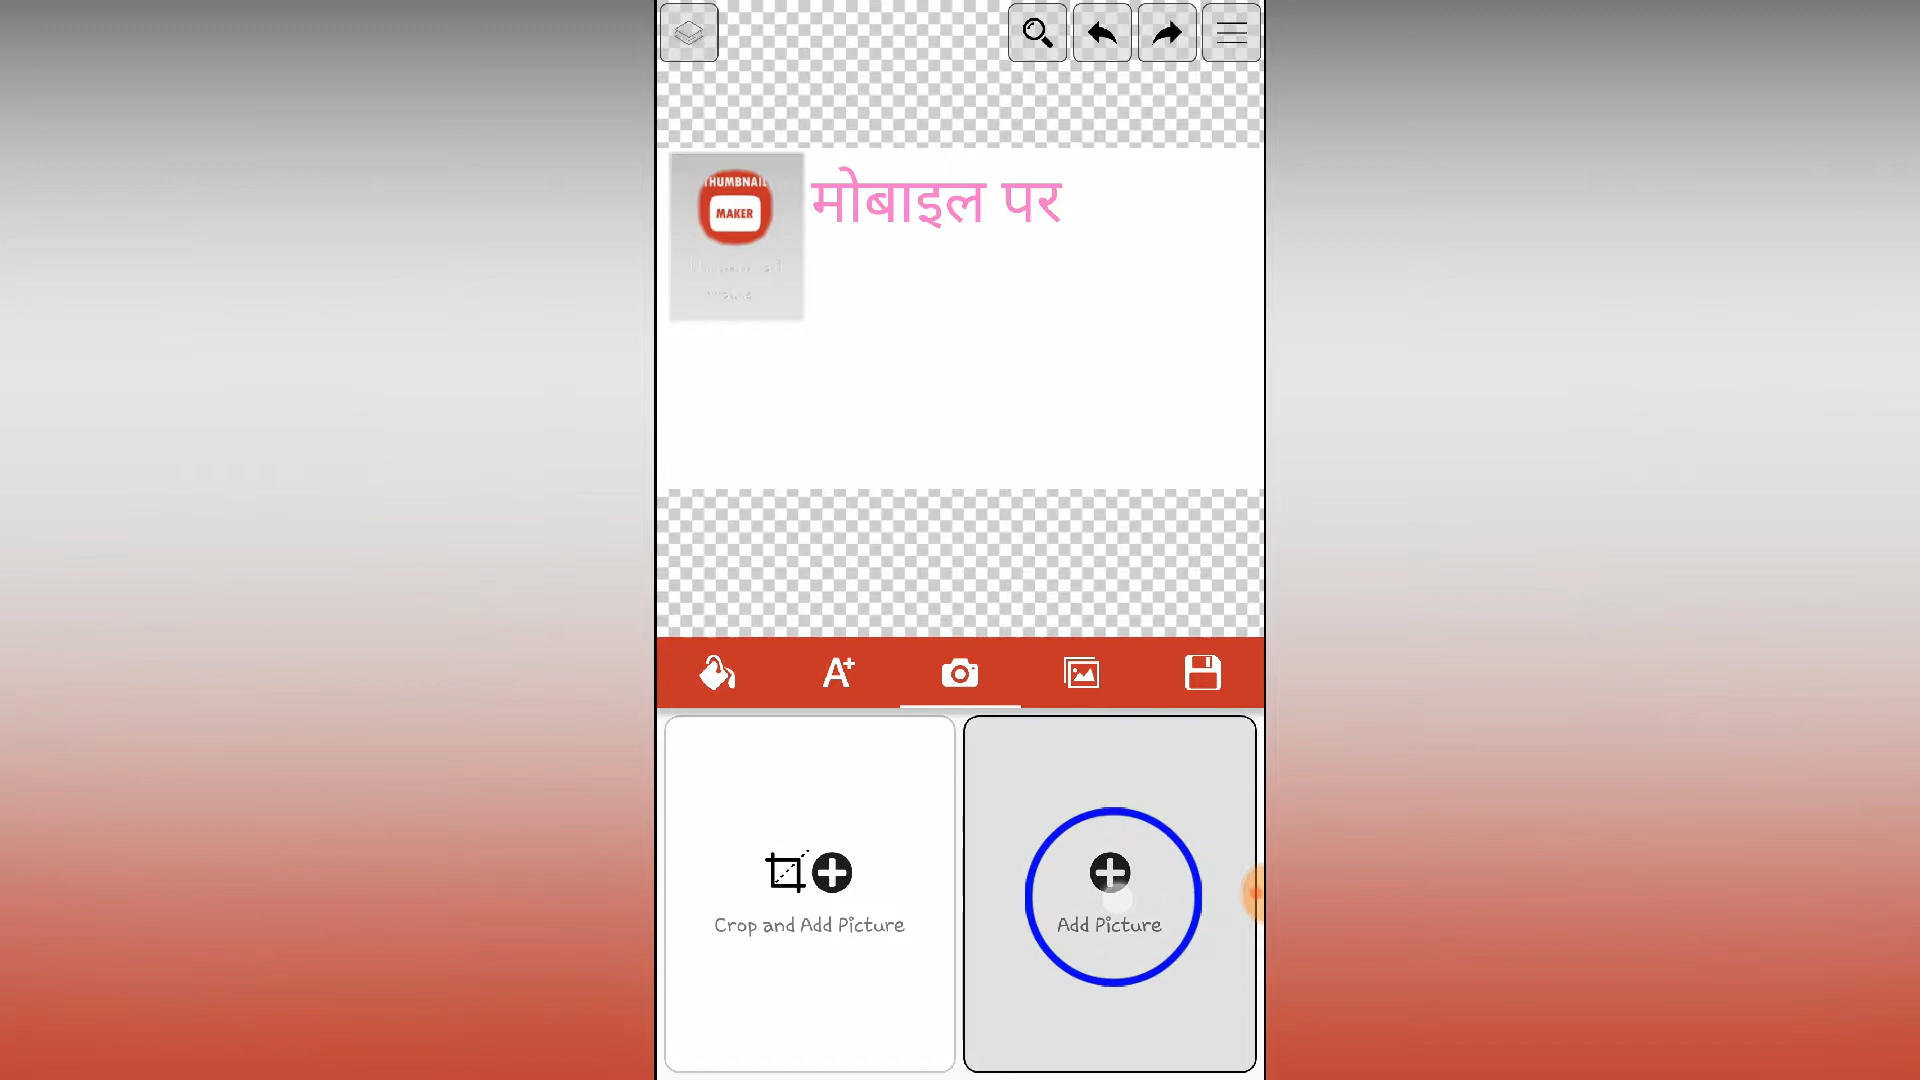 THUMBNAIL
MAKER
मोबाइल पर
A+
Crop and Add Picture
Add Picture